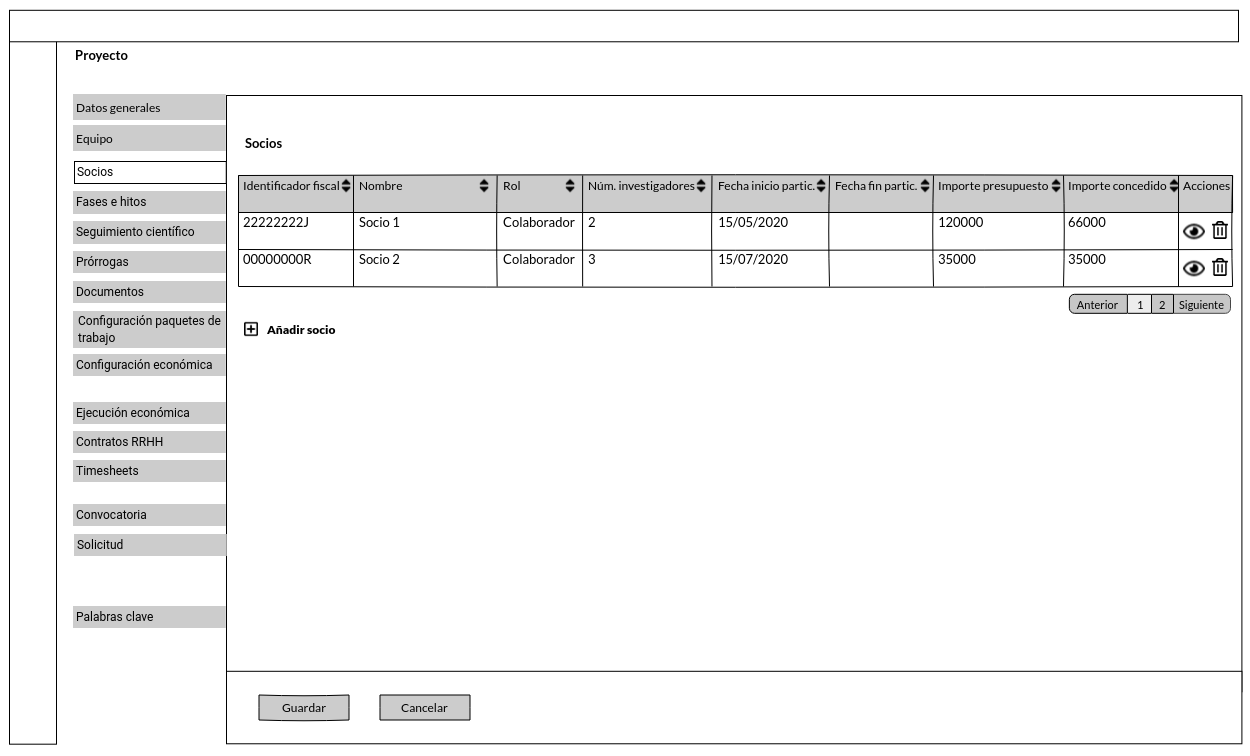 Proyecto
Datos generales
Equipo
Socios
Fases e hitos
Seguimiento científico
Prórrogas
Documentos
Configuración paquetes de
trabajo
Configuración económica
Ejecución económica
Contratos RRHH
Timesheets
Convocatoria
Solicitud
Palabras clave
Socios
Identificador fiscal Nombre Rol Núm. investigadores Fecha inicio partic. Fecha fin partic. Importe presupuesto Importe concedido Acciones
22222222J Socio 1 Colaborador 2 15/05/2020 120000 66000
00000000R Socio 2 Colaborador 3 15/07/2020 35000 35000
Anterior 1 2 Siguiente
Añadir socio
Guardar Cancelar